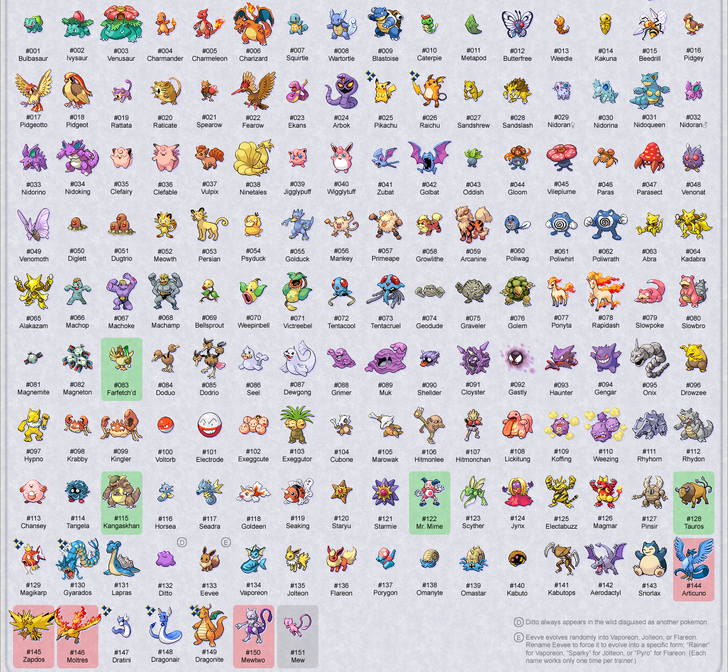 #001 #002 #003 #004 #005 #006 #007 #008 #009 #010 #011 #012 #013 #014 #015 #016
Bulbasaur Ivysaur Venusaur Charmander Charmeleon Charizard Squirtle Wartortle Blastoise Caterpie Metapod Butterfree Weedle Kakuna Beedrill Pidgey
#017 #018 #019 #020 #021 #022 #023 #024 #025 #026 #027 #028 #029 #030 #031 #032
Pidgeotto Pidgeot Rattata Raticate Spearow Fearow Ekans Arbok Pikachu Raichu Sandshrew Sandslash Nidoran♀ Nidorina Nidoqueen Nidoran♂
#033 #034 #035 #036 #037 #038 #039 #040 #041 #042 #043 #044 #045 #046 #047 #048
Nidorino Nidoking Clefairy Clefable Vulpix Ninetales Jigglypuff Wigglytuff Zubat Golbat Oddish Gloom Vileplume Paras Parasect Venonat
#049 #050 #051 #052 #053 #054 #055 #056 #057 #058 #059 #060 #061 #062 #063 #064
Venomoth Diglett Dugtrio Meowth Persian Psyduck Golduck Mankey Primeape Growlithe Arcanine Poliwag Poliwhirl Poliwrath Abra Kadabra
#065 #066 #067 #068 #069 #070 #071 #072 #073 #074 #075 #076 #077 #078 #079 #080
Alakazam Machop Machoke Machamp Bellsprout Weepinbell Victreebel Tentacool Tentacruel Geodude Graveler Golem Ponyta Rapidash Slowpoke Slowbro
#081 #082 #083 #084 #085 #086 #087 #088 #089 #090 #091 #092 #093 #094 #095 #096
Magnemite Magneton Farfetch'd Doduo Dodrio Seel Dewgong Grimer Muk Shellder Cloyster Gastly Haunter Gengar Onix Drowzee
#097 #098 #099 #100 #101 #102 #103 #104 #105 #106 #107 #108 #109 #110 #111 #112
Hypno Krabby Kingler Voltorb Electrode Exeggcute Exeggutor Cubone Marowak Hitmonlee Hitmonchan Lickitung Koffing Weezing Rhyhorn Rhydon
#113 #114 #115 #116 #117 #118 #119 #120 #121 #122 #123 #124 #125 #126 #127 #128
Chansey Tangela Kangaskhan Horsea Seadra Goldeen Seaking Staryu Starmie Mr. Mime Scyther Jynx Electabuzz Magmar Pinsir Tauros
D E
#129 #130 #131 #132 #133 #134 #135 #136 #137 #138 #139 #140 #141 #142 #143 #144
Magikarp Gyarados Lapras Ditto Eevee Vaporeon Jolteon Flareon Porygon Omanyte Omastar Kabuto Kabutops Aerodactyl Snorlax Articuno
#145 #146 #147 #148 #149 #150 #151
Zapdos Moltres Dratini Dragonair Dragonite Mewtwo Mew
D Ditto always appears in the wild disguised as another pokemon.
E Eevee evolves randomly into Vaporeon, Jolteon, or Flareon.
Rename Eevee to force it to evolve into a specific form; "Rainer"
for Vaporeon, "Sparky" for Jolteon, or "Pyro" for Flareon. (Each
name works only one time per trainer.)